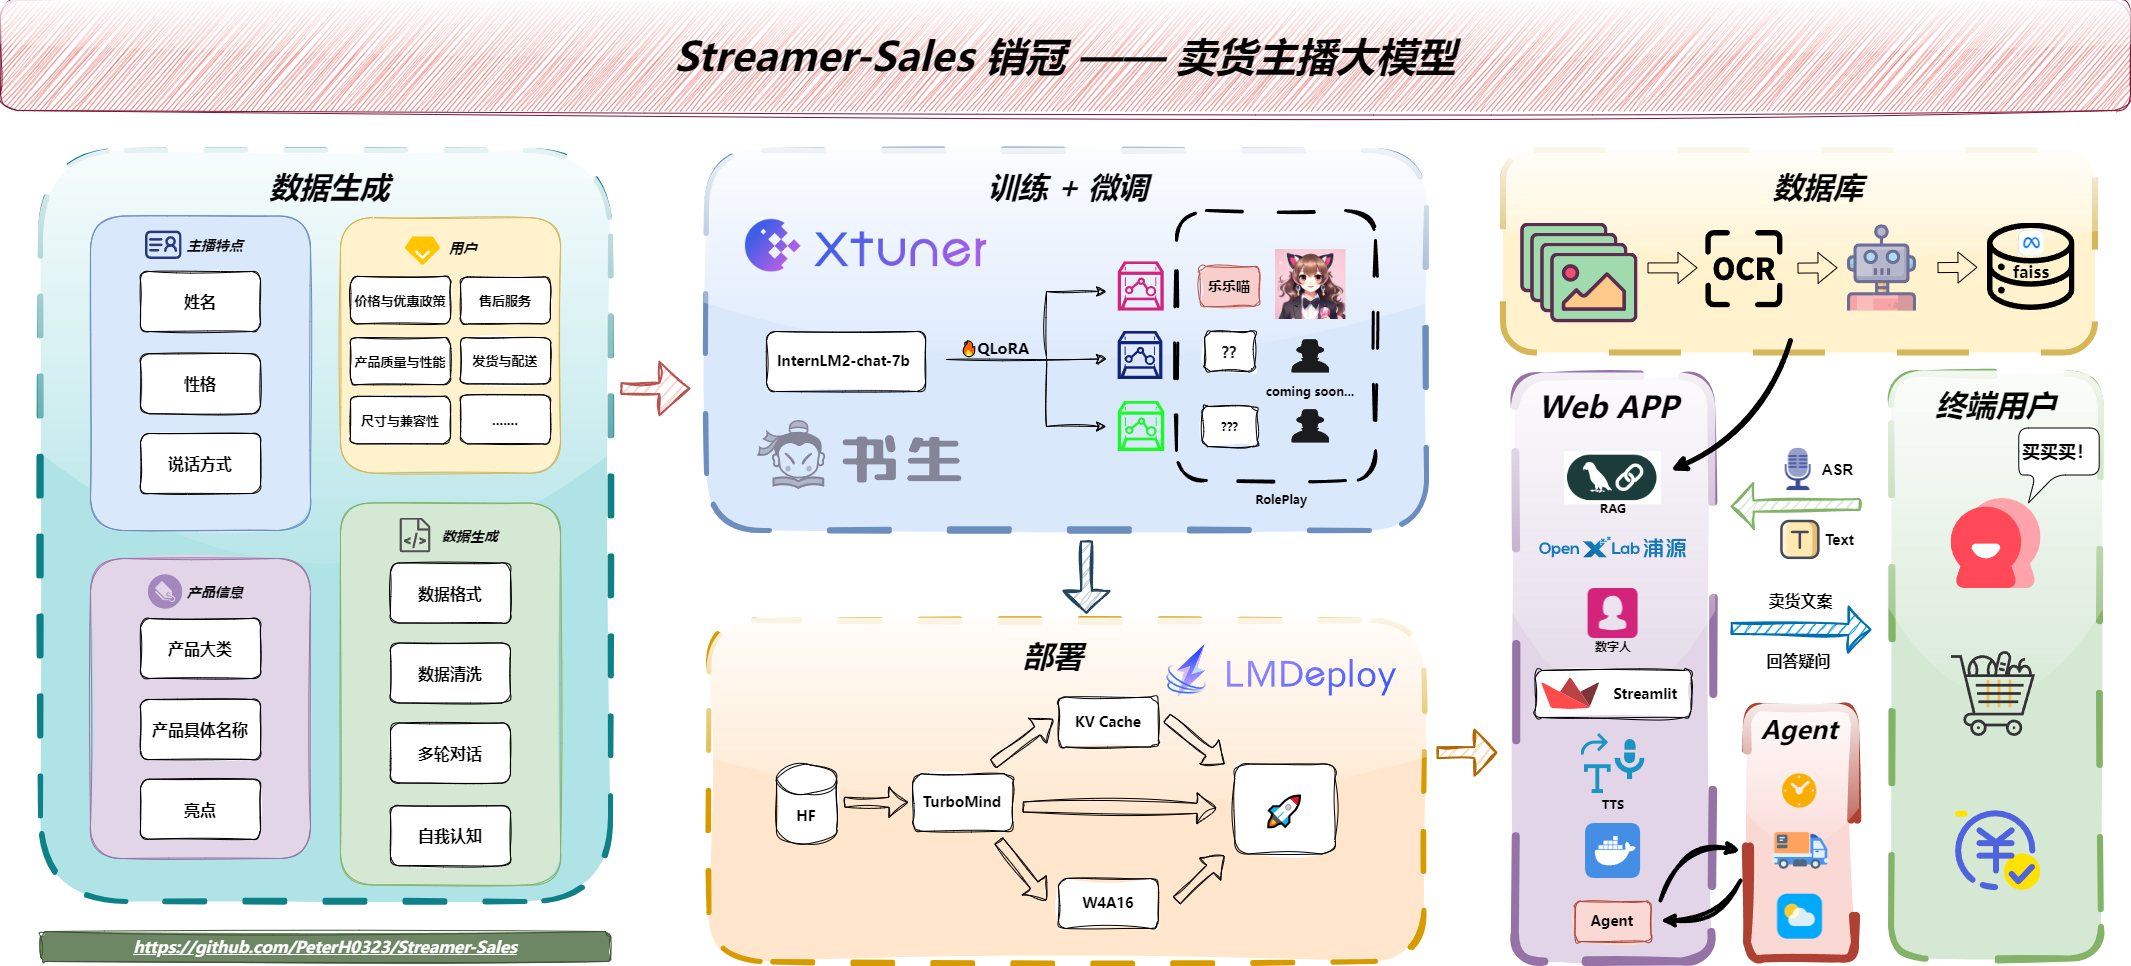 Streamer-Sales 销冠 —— 卖货主播大模型
数据生成
主播特点
姓名
性格
说话方式
用户
价格与优惠政策
售后服务
产品质量与性能
发货与配送
尺寸与兼容性
.......
产品信息
产品大类
产品具体名称
亮点
数据生成
数据格式
数据清洗
多轮对话
自我认知
https://github.com/PeterH0323/Streamer-Sales
训练 + 微调
Xtuner
InternLM2-chat-7b
QLoRA
书生
乐乐喵
??
coming soon...
???
RolePlay
部署
LMDeploy
HF
TurboMind
KV Cache
W4A16
数据库
OCR
faiss
Web APP
RAG
OpenXLab浦源
数字人
Streamlit
T
TTS
Agent
Agent
ASR
T
Text
卖货文案
回答疑问
终端用户
买买买！